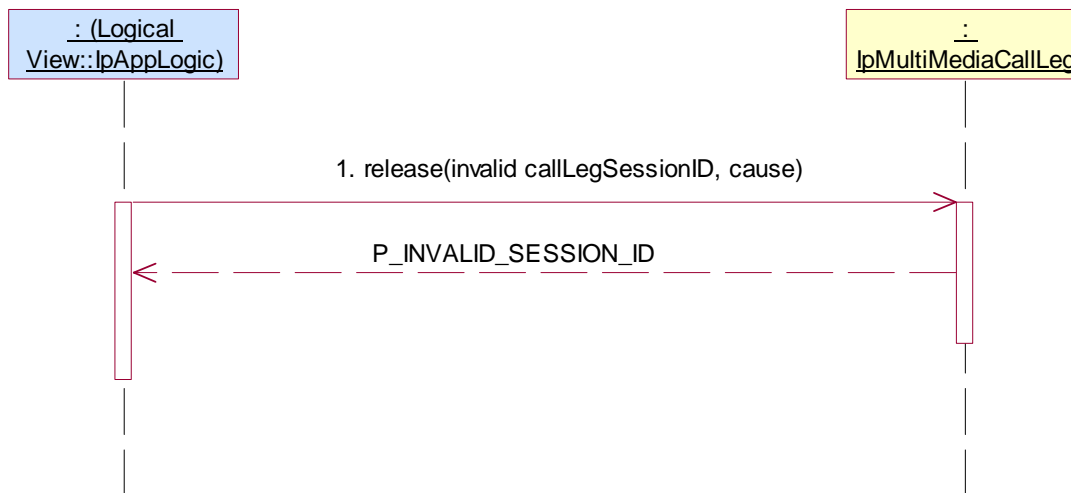 : (Logical
View::IpAppLogic)
:
IpMultiMediaCallLeg
1. release(invalid callLegSessionID, cause)
P_INVALID_SESSION_ID